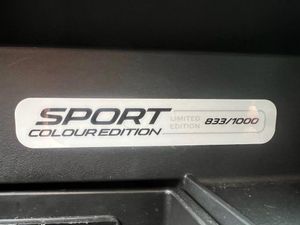 SPORT
COLOUR EDITION
LIMITED
EDITION
833/1000